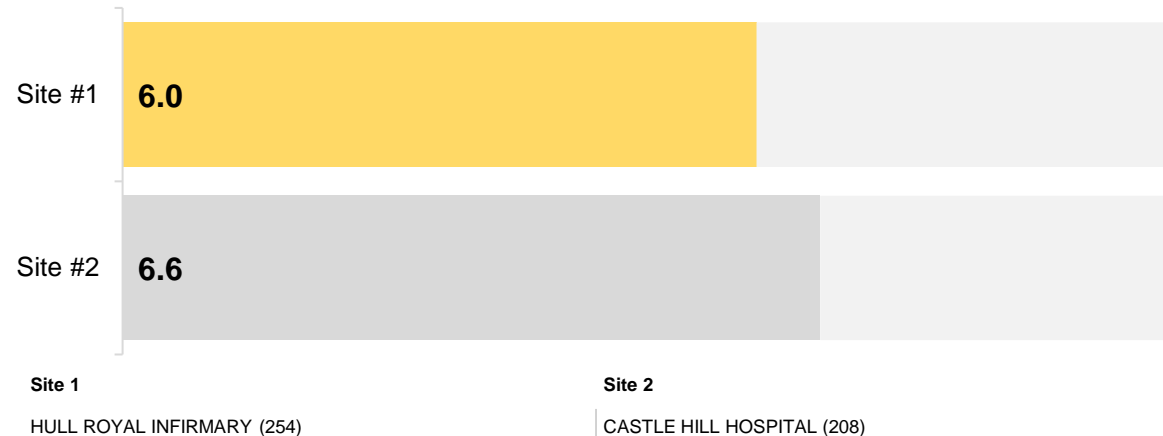 Site #1
6.0
Site #2
6.6
Site 1
Site 2
HULL ROYAL INFIRMARY (254)
CASTLE HILL HOSPITAL (208)